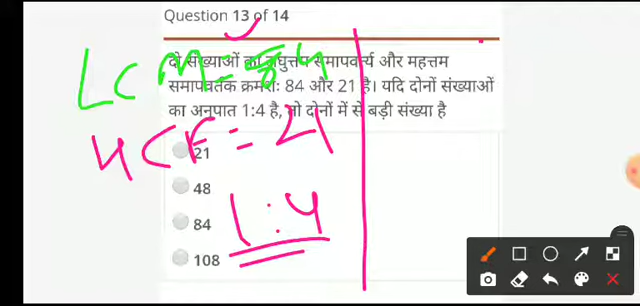 Question 13 of 14
दो संख्याओं का लघुत्तम समापवर्त्य और महत्तम
समापवर्तक क्रमशः 84 और 21 है। यदि दोनों संख्याओं
का अनुपात 1:4 है, तो दोनों में से बड़ी संख्या है
LCM = 84
HCF = 21
21
48
84
108
1:4